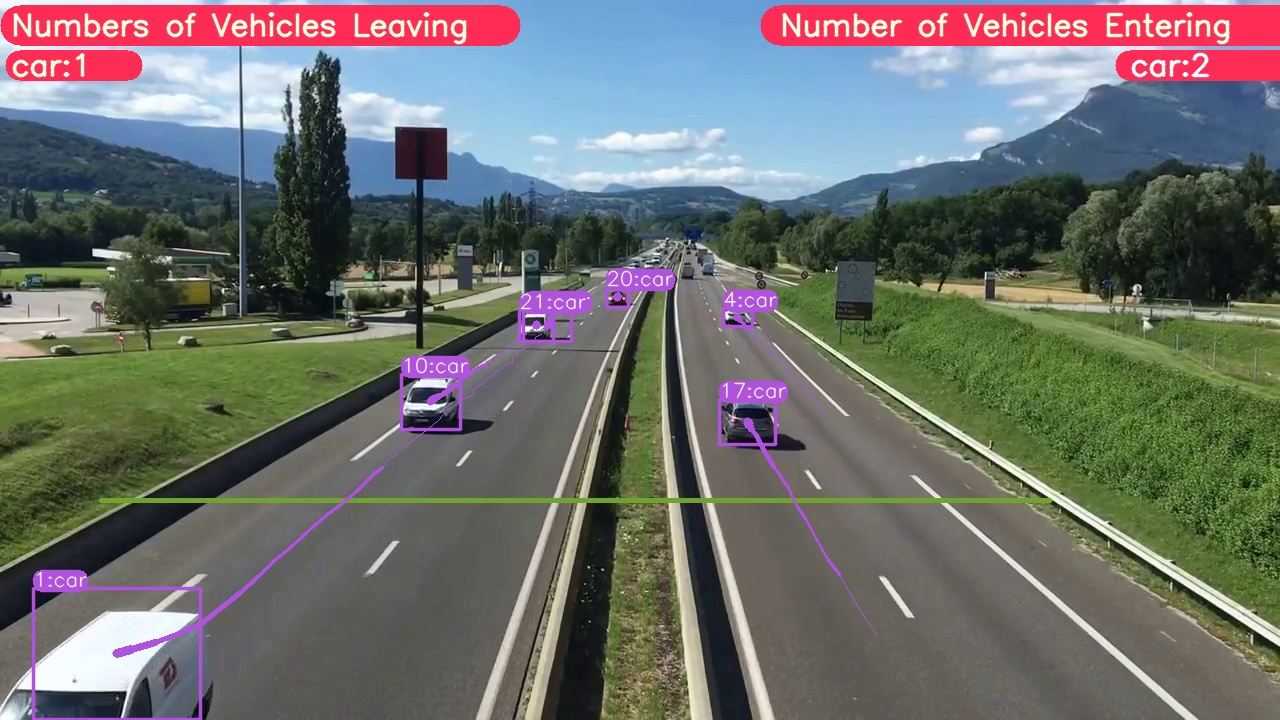 Numbers of Vehicles Leaving
Number of Vehicles Entering
car:1
car:2
20:car
21:car
4:car
10:car
17:car
1:car